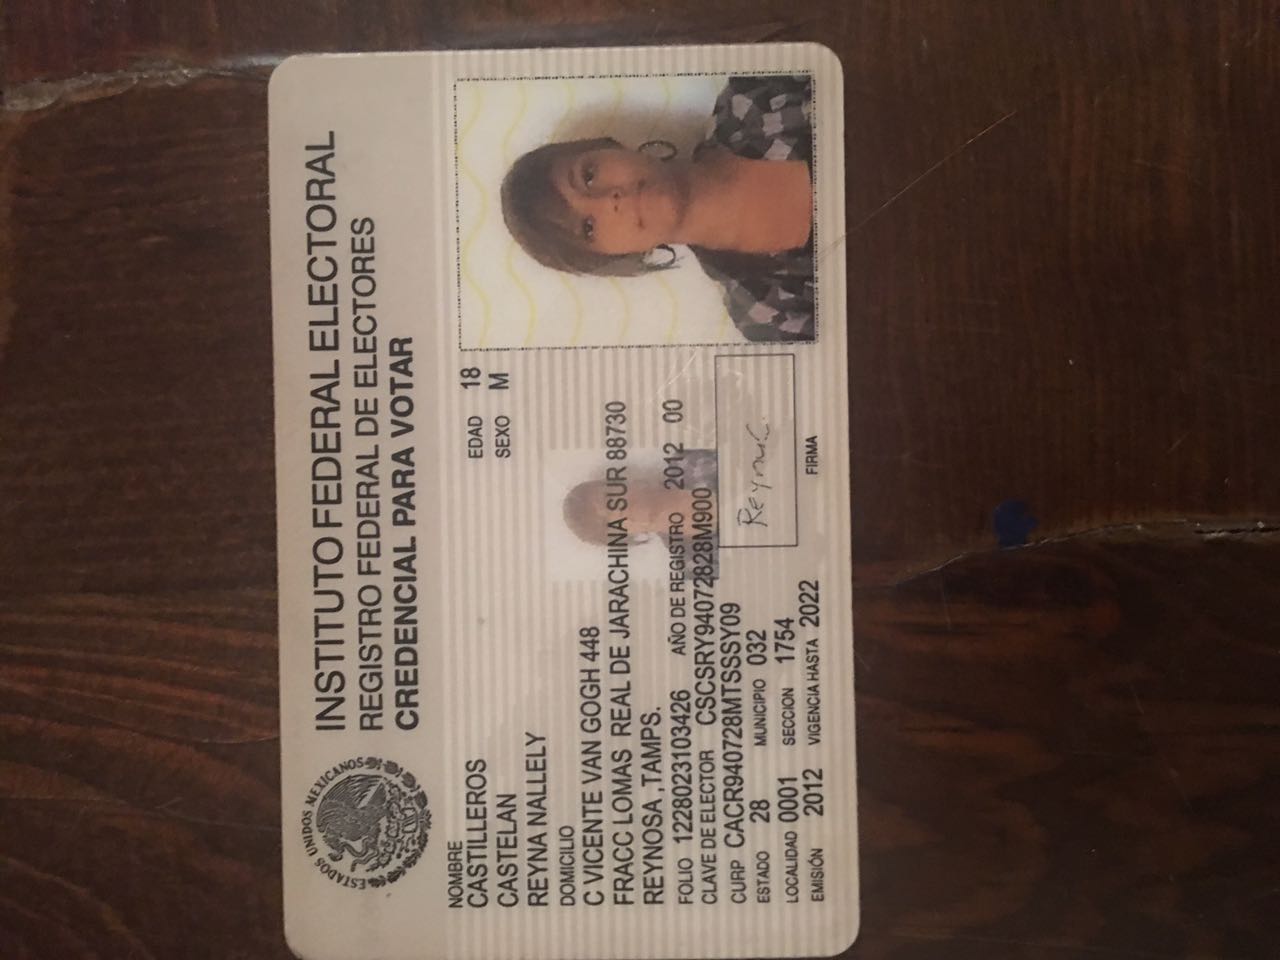 ESTADOS UNIDOS MEXICANOS
INSTITUTO FEDERAL ELECTORAL
REGISTRO FEDERAL DE ELECTORES
CREDENCIAL PARA VOTAR
NOMBRE
CASTILLEROS
CASTELAN
REYNA NALLELY
EDAD 18
SEXO M
DOMICILIO
C VICENTE VAN GOGH 448
FRACC LOMAS REAL DE JARACHINA SUR 88730
REYNOSA ,TAMPS.
FOLIO 1228023103426 AÑO DE REGISTRO 2012 00
CLAVE DE ELECTOR CSCSRY94072828M900
CURP CACR940728MTSSSY09
ESTADO 28 MUNICIPIO 032
LOCALIDAD 0001 SECCION 1754
EMISIÓN 2012 VIGENCIA HASTA 2022
Reyna C.
FIRMA